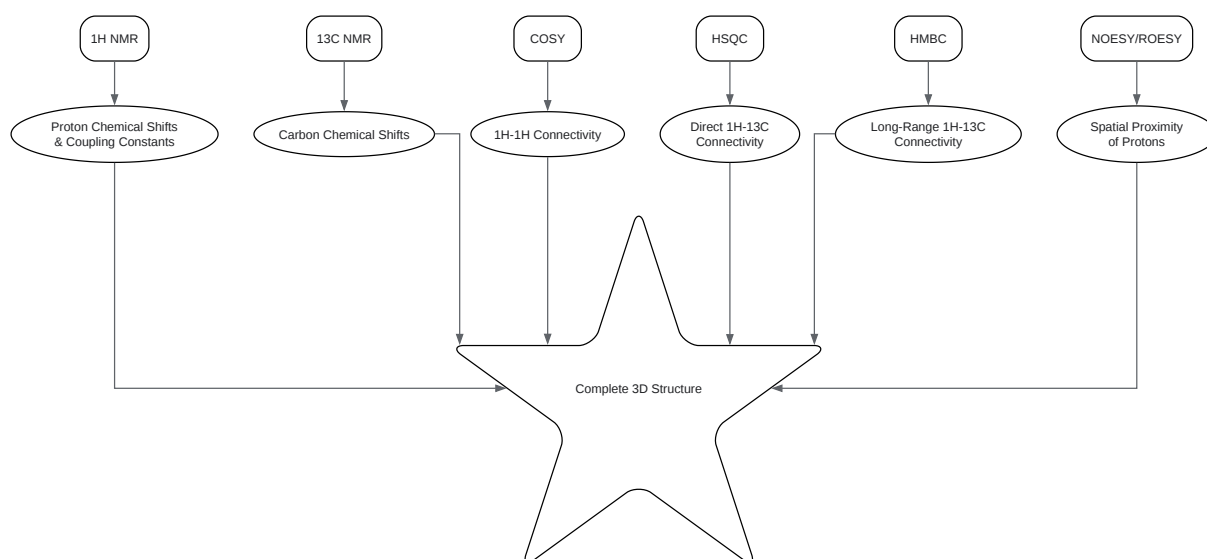 1H NMR
13C NMR
COSY
HSQC
HMBC
NOESY/ROESY
Proton Chemical Shifts
& Coupling Constants
Carbon Chemical Shifts
1H-1H Connectivity
Direct 1H-13C
Connectivity
Long-Range 1H-13C
Connectivity
Spatial Proximity
of Protons
Complete 3D Structure